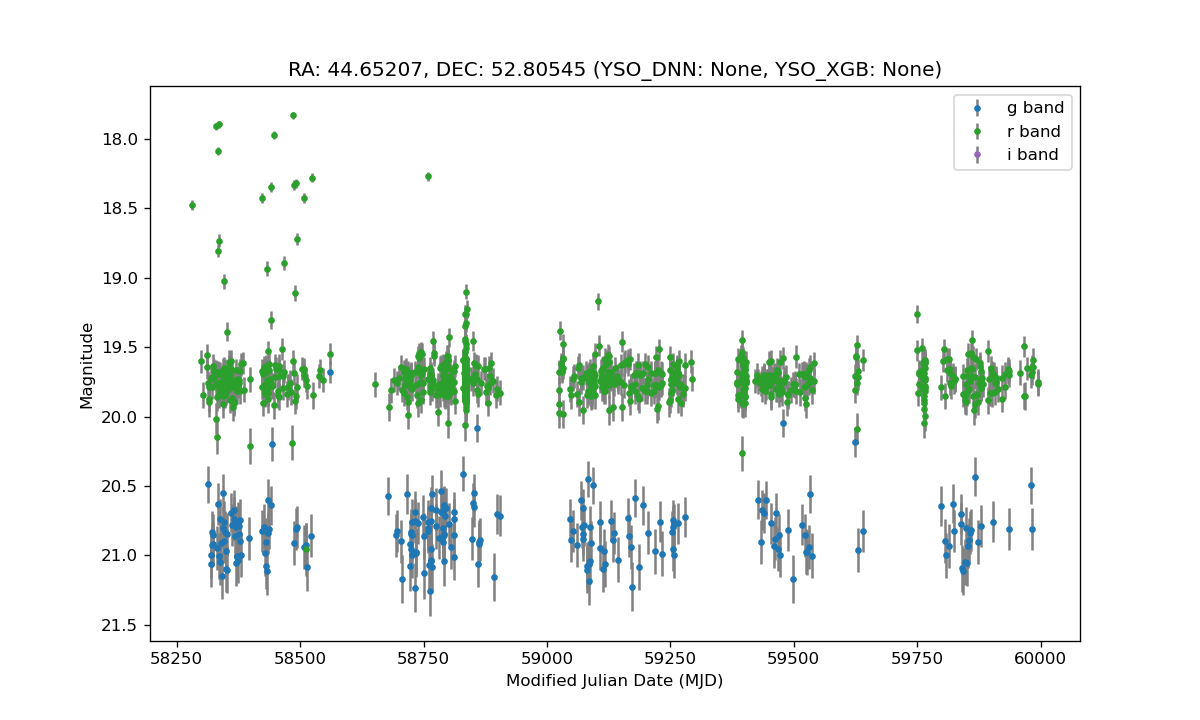 RA: 44.65207, DEC: 52.80545 (YSO_DNN: None, YSO_XGB: None)
g band
r band
i band
18.0
18.5
19.0
19.5
20.0
20.5
21.0
21.5
Magnitude
58250 58500 58750 59000 59250 59500 59750 60000
Modified Julian Date (MJD)